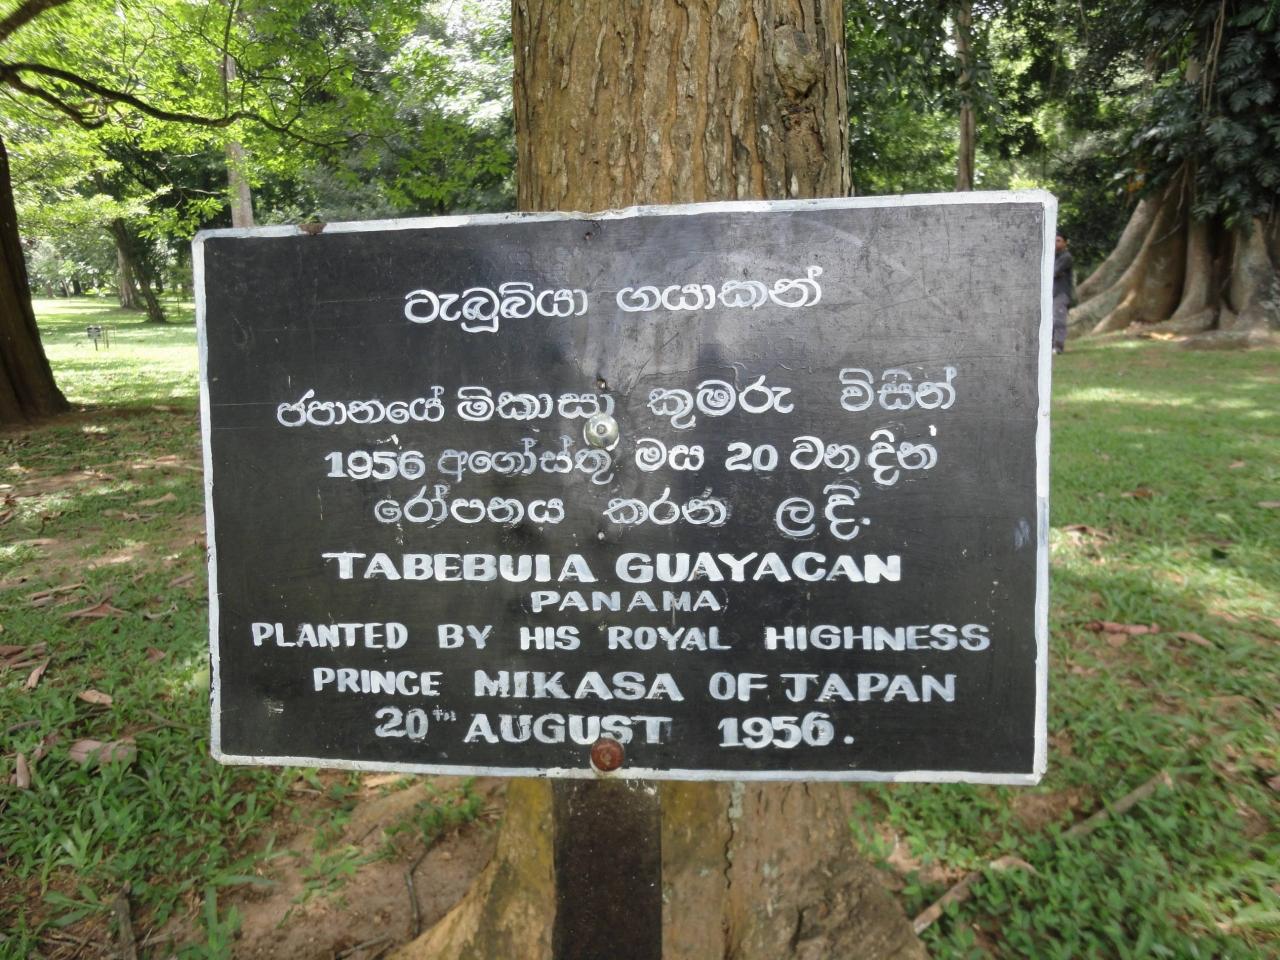 ටැබූබියා ගයාකන්
ජපානයේ මිකාසා කුමරු විසින්
1956 අගෝස්තු මස 20 වන දින
රෝපනය කරන ලදි.
TABEBUIA GUAYACAN
PANAMA
PLANTED BY HIS ROYAL HIGHNESS
PRINCE MIKASA OF JAPAN
20TH AUGUST 1956.